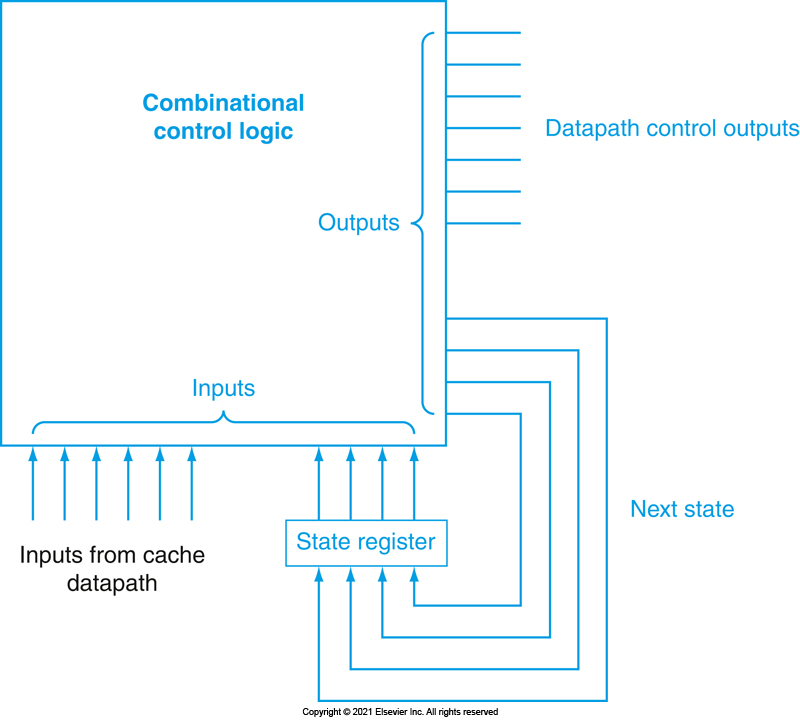 Combinational
control logic
Datapath control outputs
Outputs
Inputs
Next state
State register
Inputs from cache
datapath
Copyright © 2021 Elsevier Inc. All rights reserved